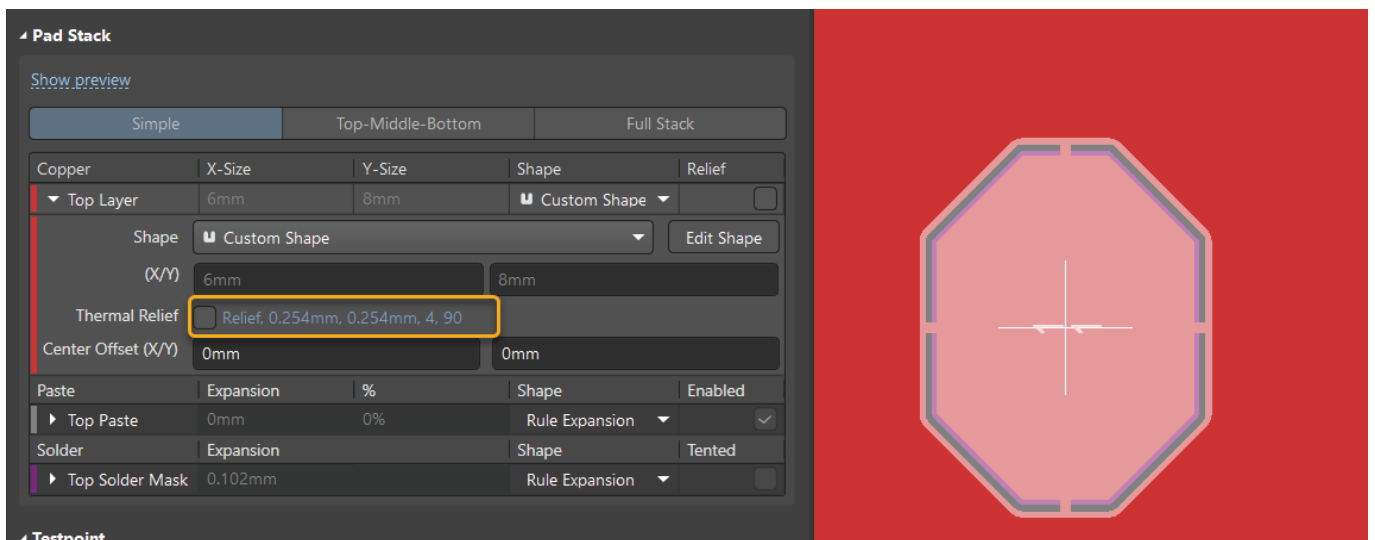 Pad Stack
Show preview
Simple Top-Middle-Bottom Full Stack
Copper X-Size Y-Size Shape Relief
Top Layer 6mm 8mm Custom Shape
Shape Custom Shape Edit Shape
(X/Y) 6mm 8mm
Thermal Relief Relief, 0.254mm, 0.254mm, 4, 90
Center Offset (X/Y) 0mm 0mm
Paste Expansion % Shape Enabled
Top Paste 0mm 0% Rule Expansion
Solder Expansion Shape Tented
Top Solder Mask 0.102mm Rule Expansion
Testpoint